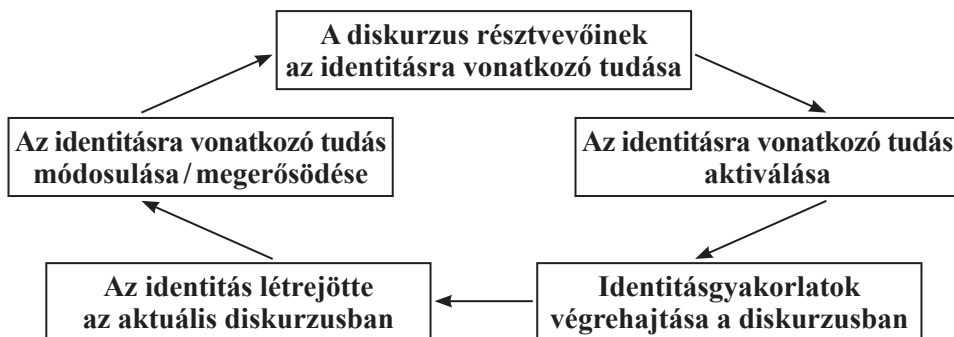 A diskurzus résztvevőinek
az identitásra vonatkozó tudása
Az identitásra vonatkozó tudás
aktiválása
Identitásgyakorlatok
végrehajtása a diskurzusban
Az identitás létrejötte
az aktuális diskurzusban
Az identitásra vonatkozó tudás
módosulása / megerősödése